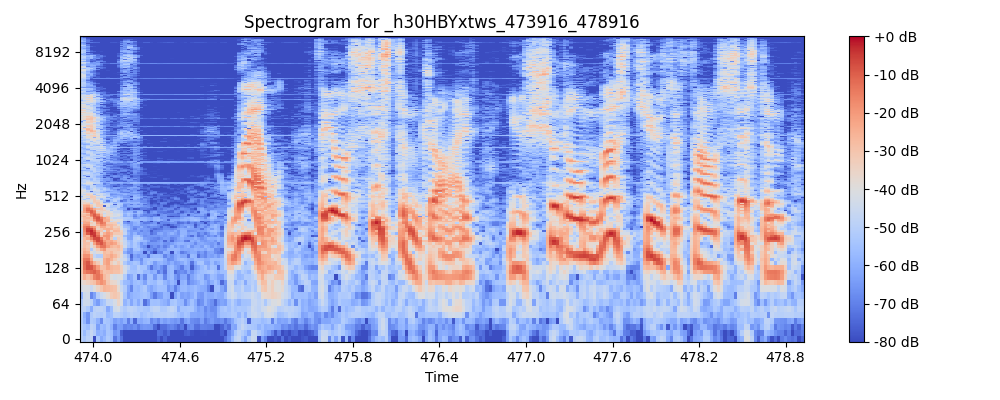 Spectrogram for _h30HBYxtws_473916_478916
8192
4096
2048
1024
512
256
128
64
0
Hz
474.0 474.6 475.2 475.8 476.4 477.0 477.6 478.2 478.8
Time
+0 dB
-10 dB
-20 dB
-30 dB
-40 dB
-50 dB
-60 dB
-70 dB
-80 dB